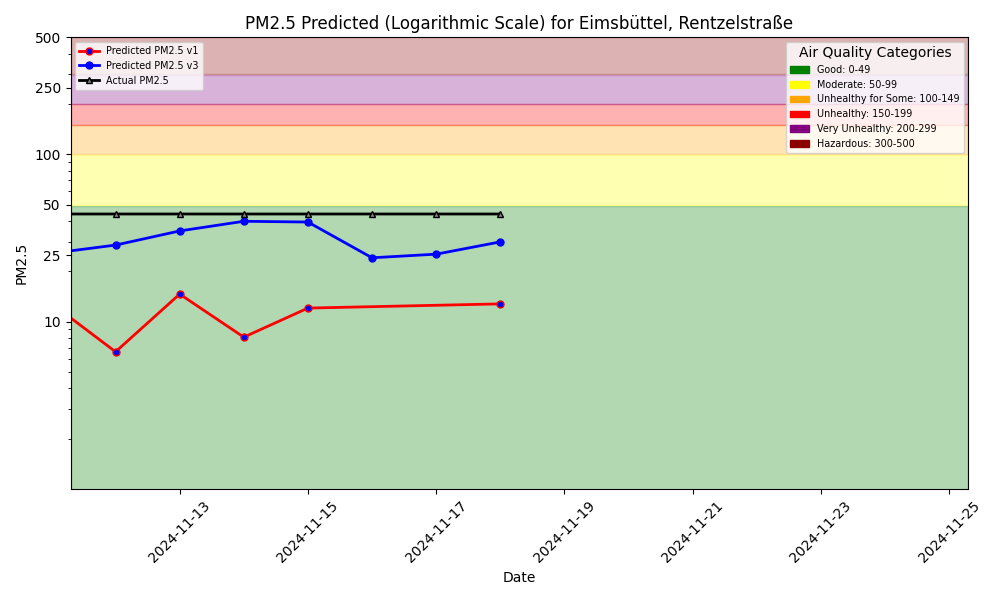 PM2.5 Predicted (Logarithmic Scale) for Eimsbüttel, Rentzelstraße
Predicted PM2.5 v1
Predicted PM2.5 v3
Actual PM2.5
Air Quality Categories
Good: 0-49
Moderate: 50-99
Unhealthy for Some: 100-149
Unhealthy: 150-199
Very Unhealthy: 200-299
Hazardous: 300-500
PM2.5
500
250
100
50
25
10
2024-11-13
2024-11-15
2024-11-17
2024-11-19
2024-11-21
2024-11-23
2024-11-25
Date